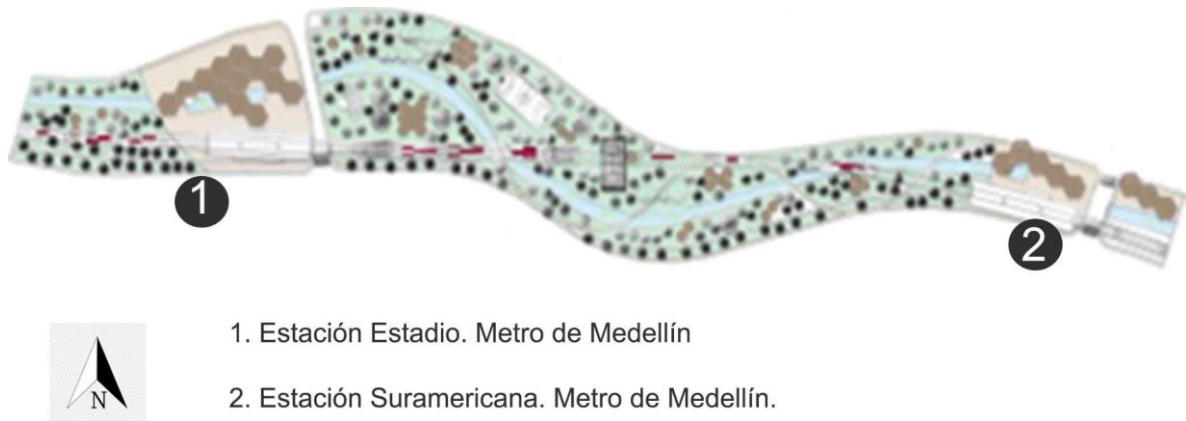 1
2
N
1. Estación Estadio. Metro de Medellín
2. Estación Suramericana. Metro de Medellín.